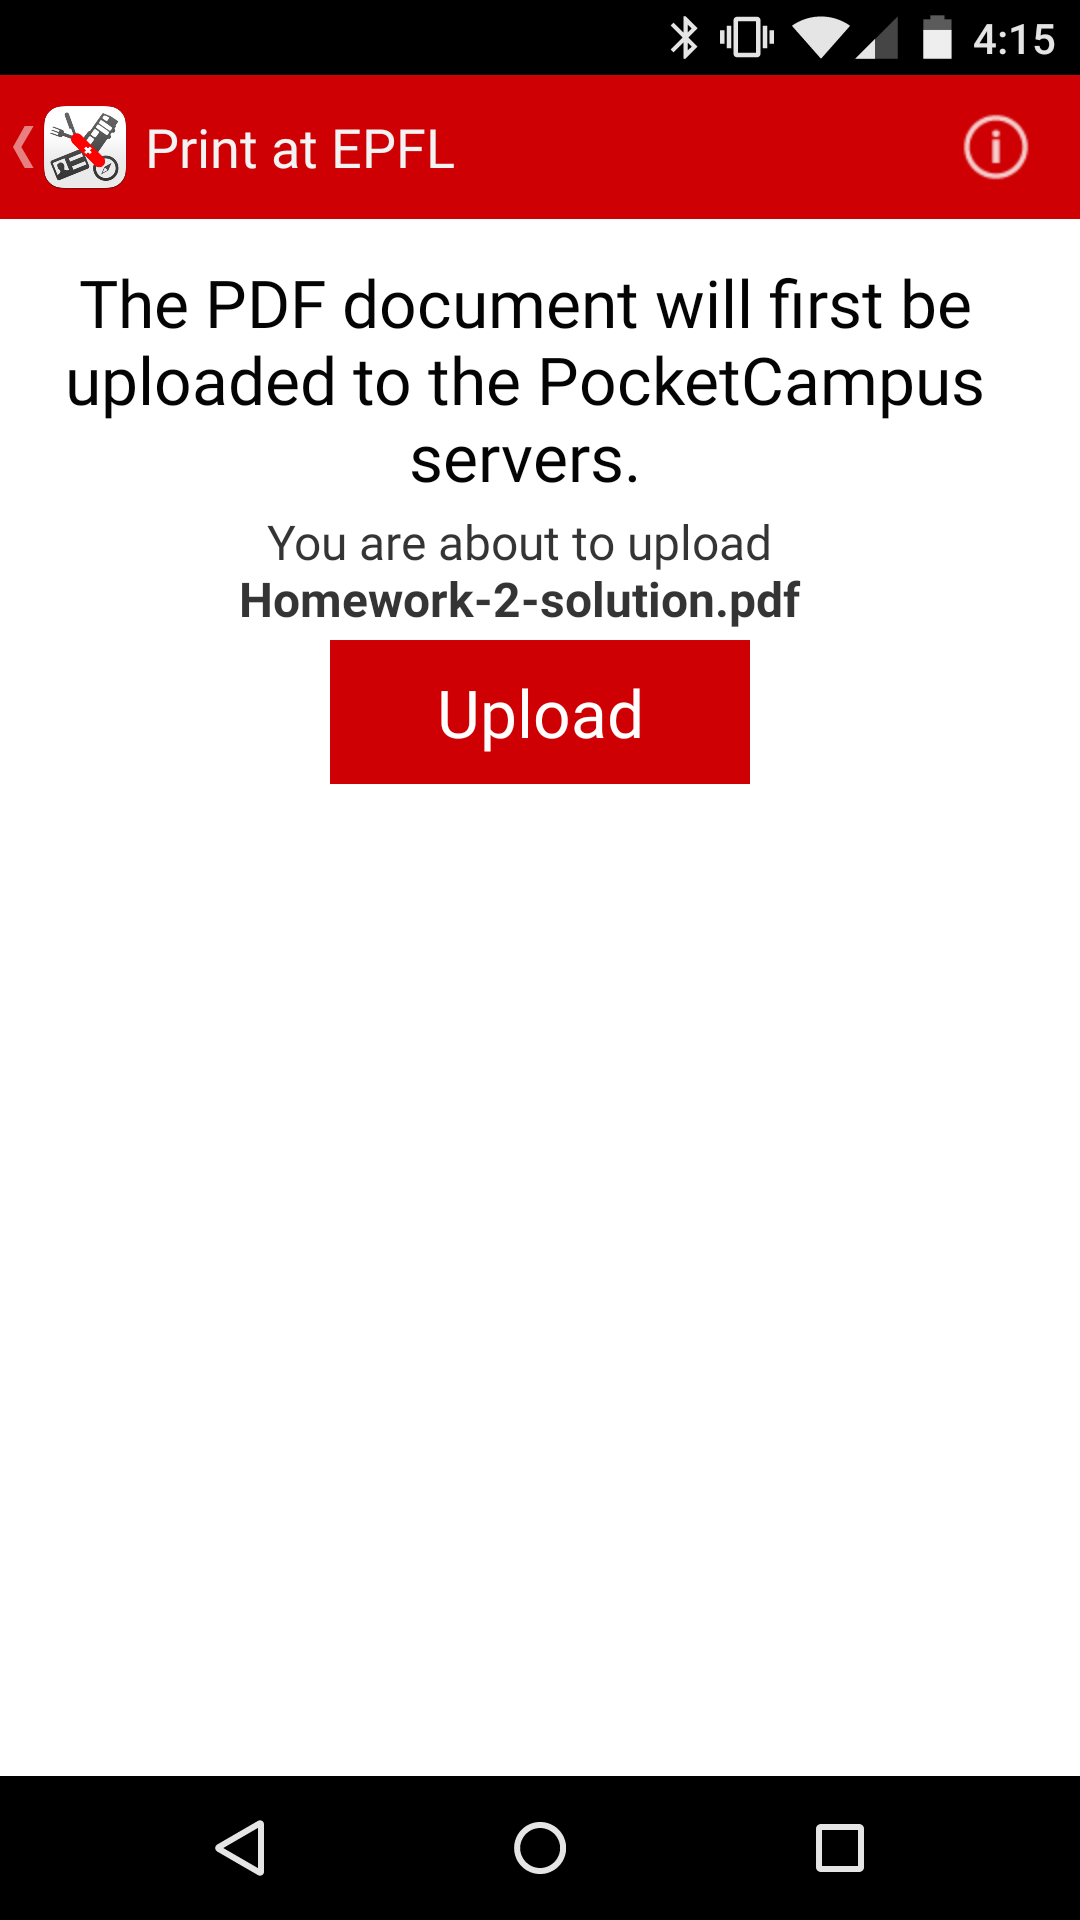 4:15
Print at EPFL
The PDF document will first be
uploaded to the PocketCampus
servers.
You are about to upload
Homework-2-solution.pdf
Upload